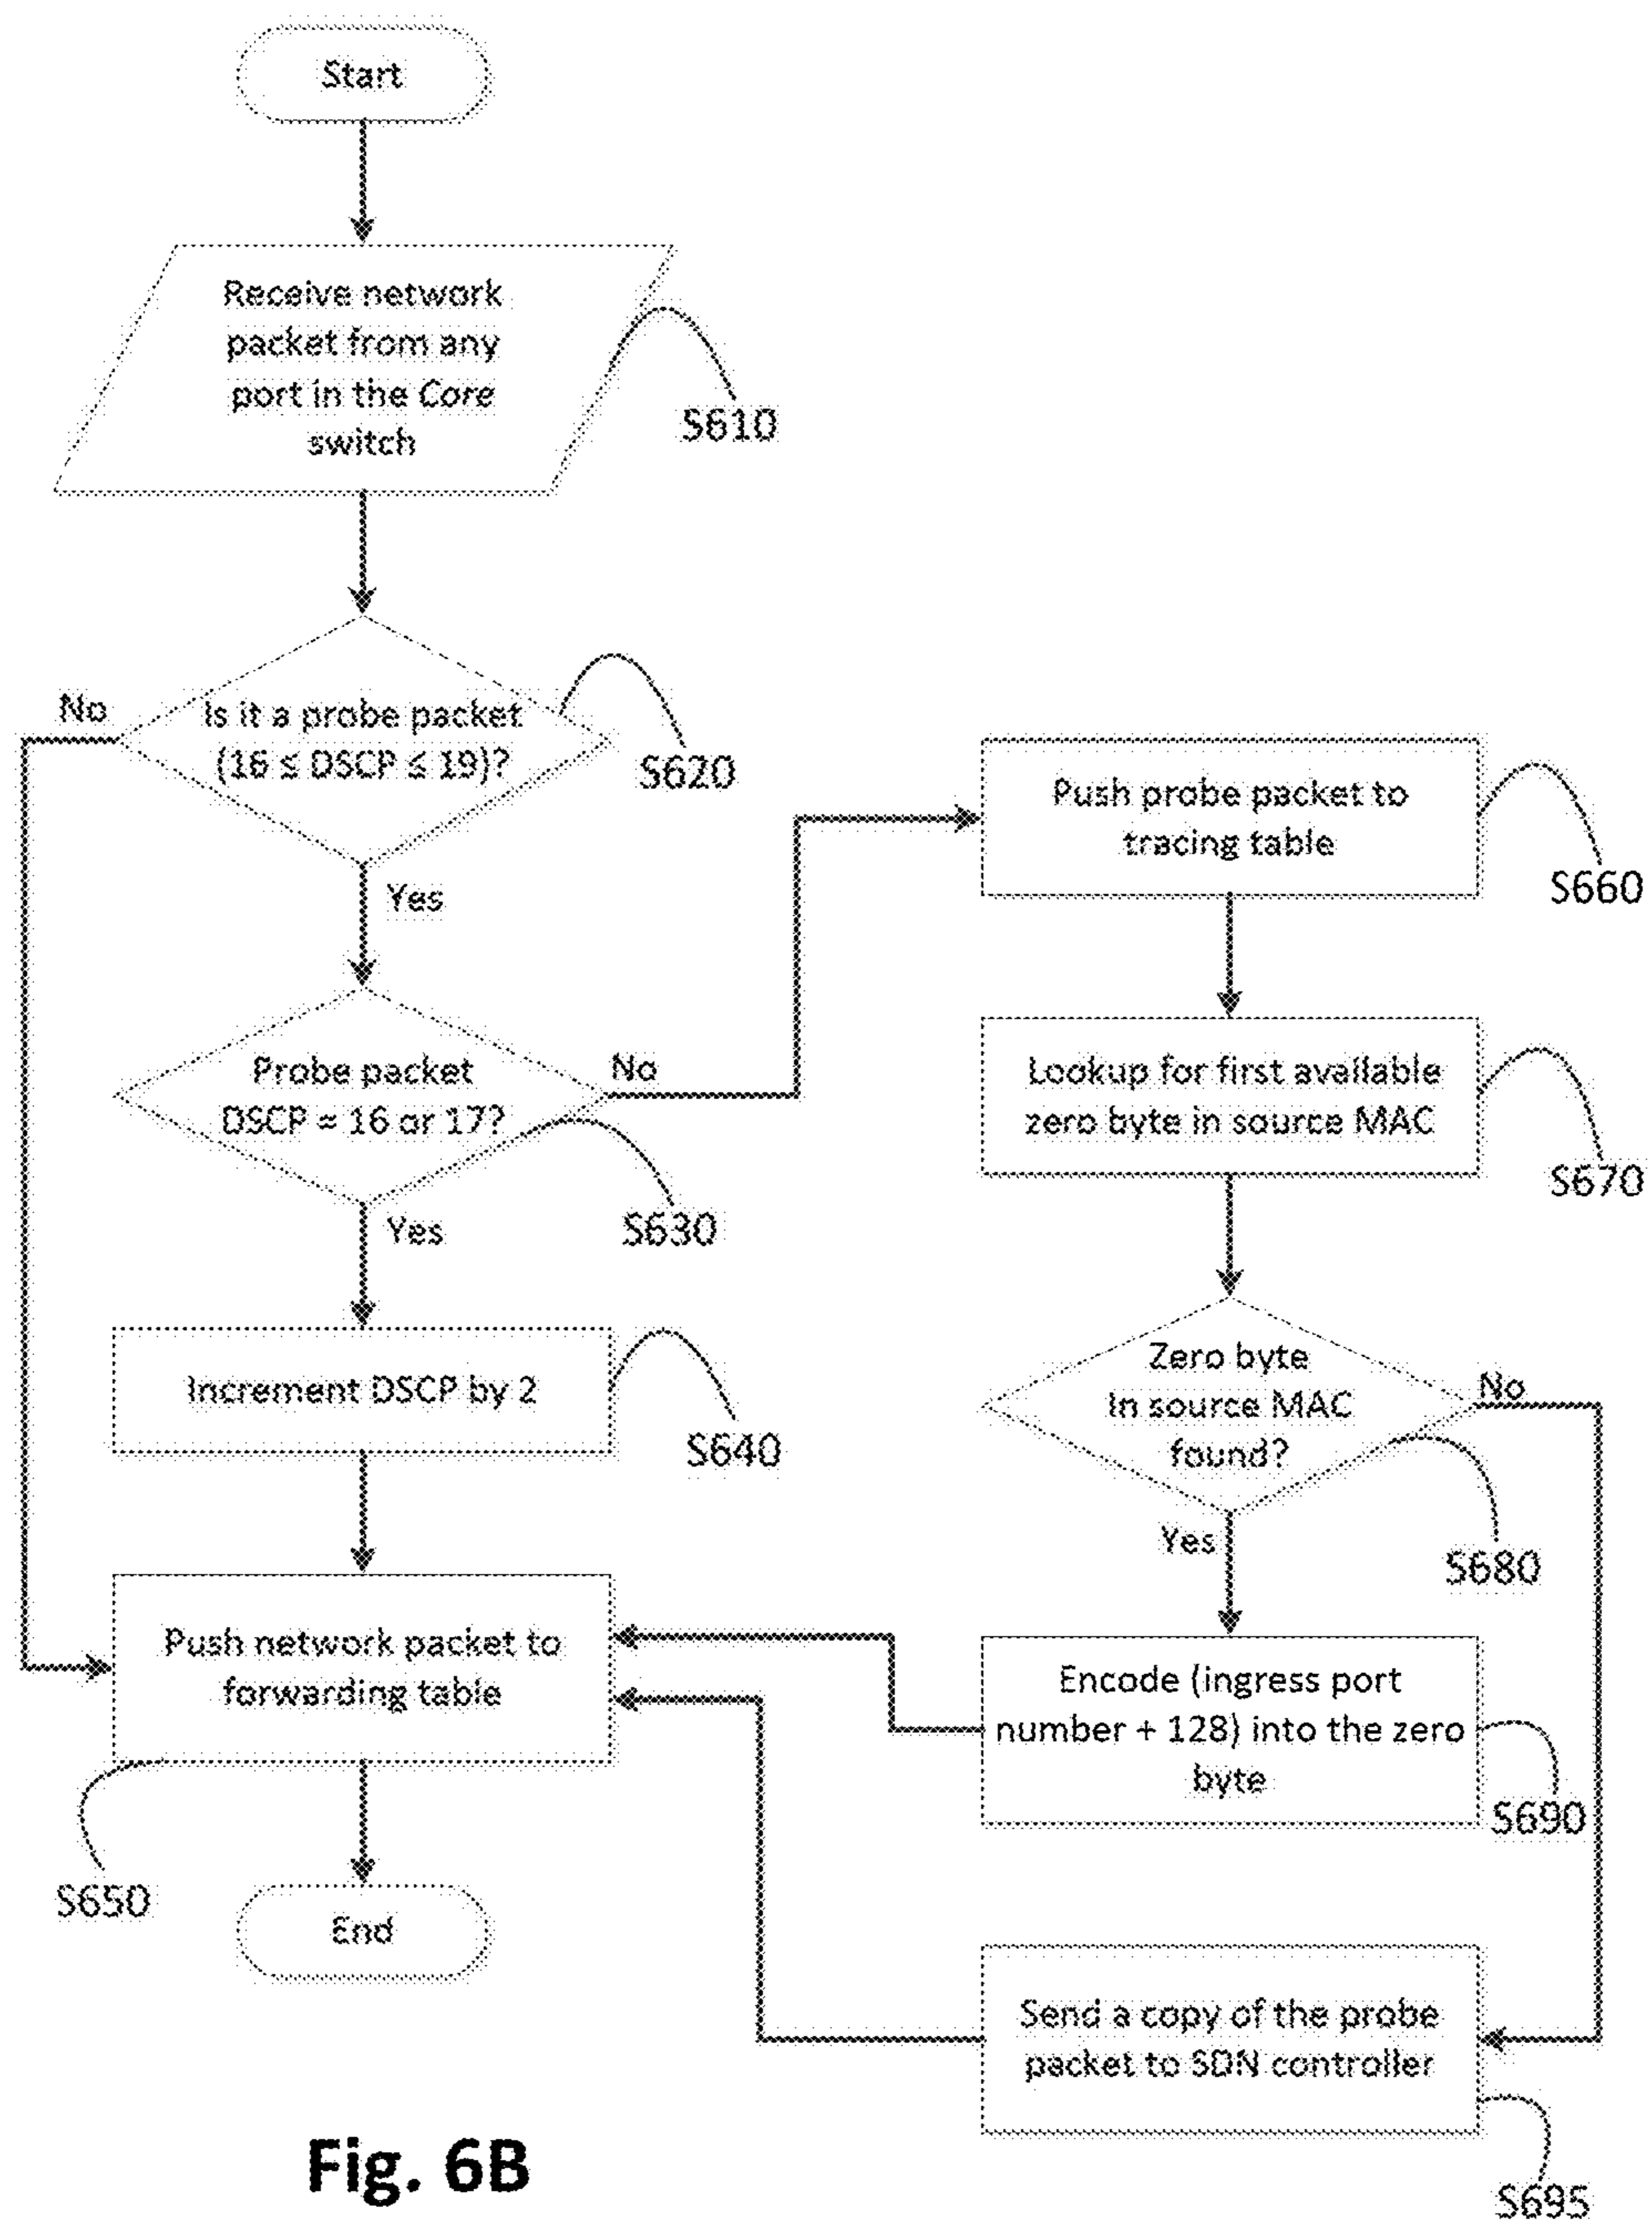 Start
Receive network
packet from any
port in the Core
switch
S610
No
Is it a probe packet
(16 ≤ DSCP ≤ 19)?
S620
Yes
Probe packet
DSCP = 16 or 17?
No
S630
Yes
Increment DSCP by 2
S640
Push network packet to
forwarding table
S650
End
Push probe packet to
tracing table
S660
Lookup for first available
zero byte in source MAC
S670
Zero byte
In source MAC
found?
No
S680
Yes
Encode (ingress port
number + 128) into the zero
byte
S690
Send a copy of the probe
packet to SDN controller
S695
Fig. 6B